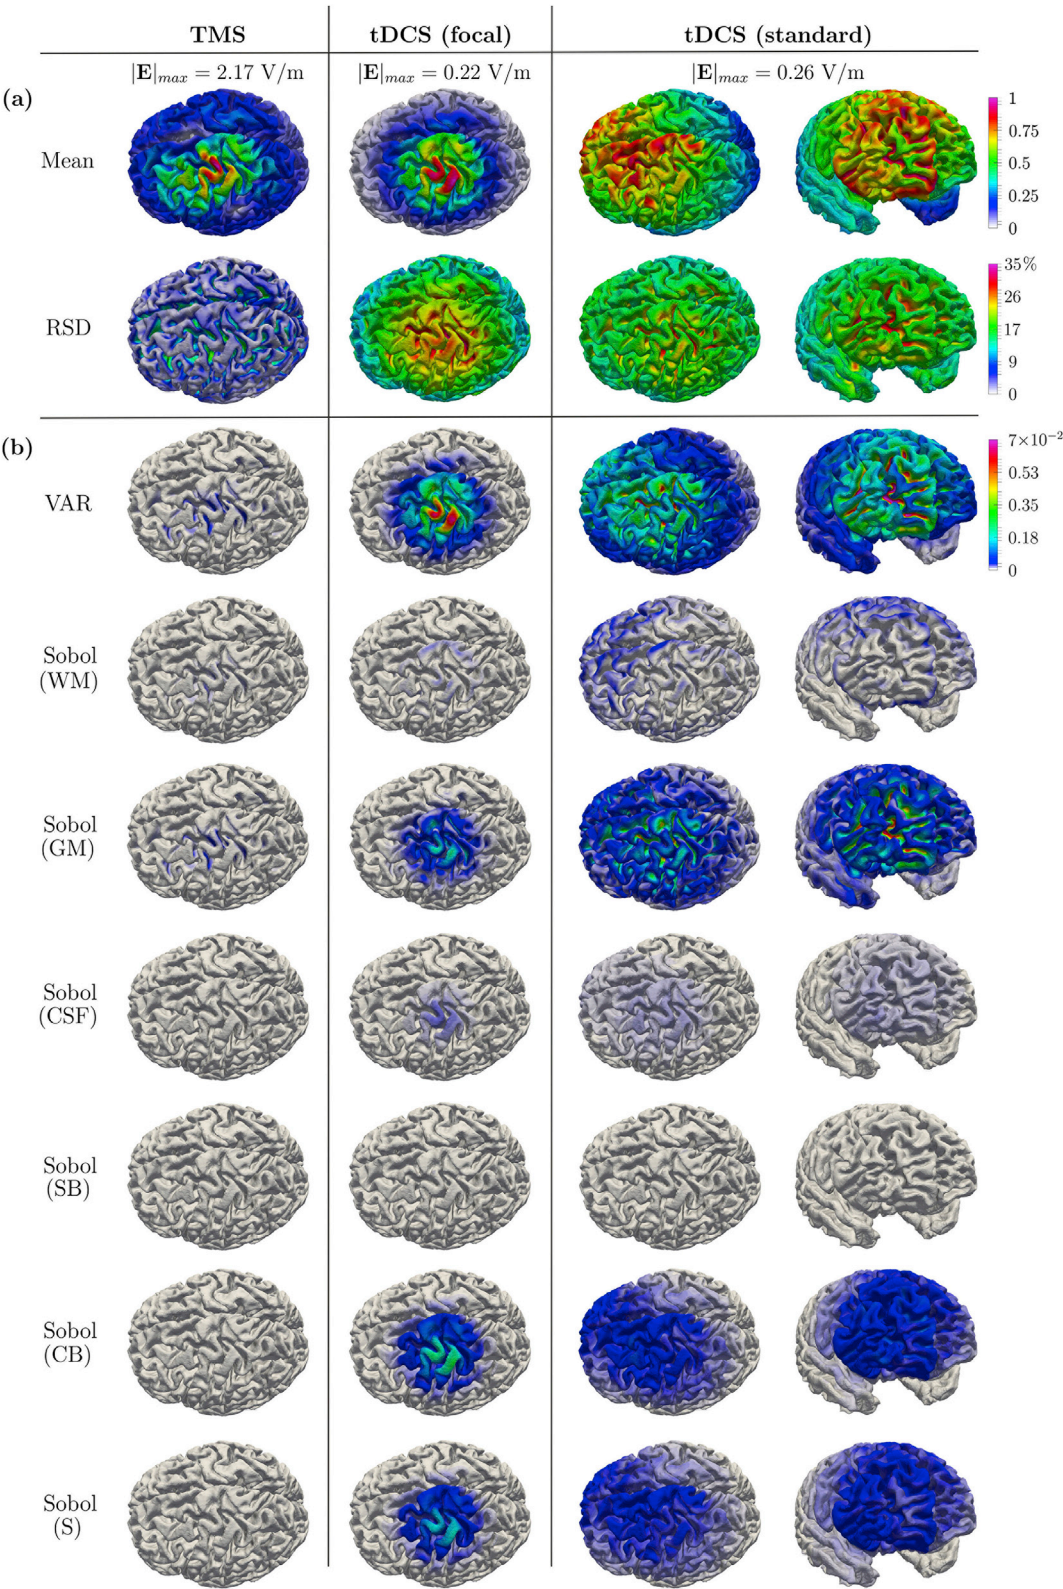 TMS tDCS (focal) tDCS (standard)
|E|max = 2.17 V/m |E|max = 0.22 V/m |E|max = 0.26 V/m
(a)
Mean
1
0.75
0.5
0.25
0
RSD
35%
26
17
9
0
(b)
VAR
7×10⁻²
0.53
0.35
0.18
0
Sobol
(WM)
Sobol
(GM)
Sobol
(CSF)
Sobol
(SB)
Sobol
(CB)
Sobol
(S)